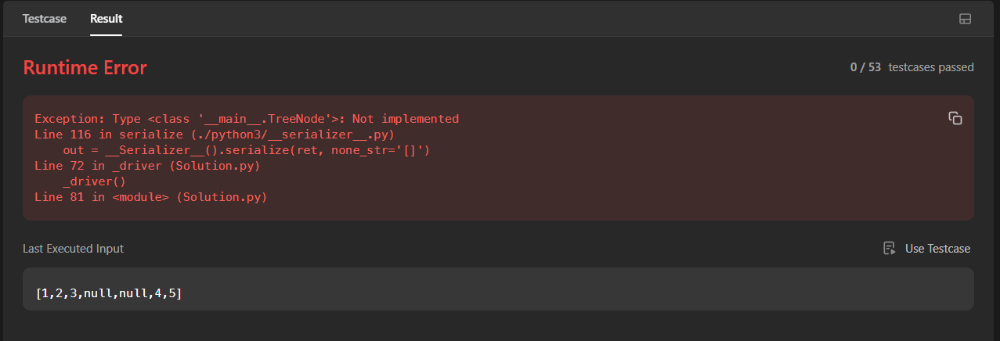 Testcase Result
Runtime Error
0 / 53 testcases passed
Exception: Type <class '__main__.TreeNode'>: Not implemented
Line 116 in serialize (./python3/__serializer__.py)
    out = __Serializer__().serialize(ret, none_str='[]')
Line 72 in _driver (Solution.py)
    _driver()
Line 81 in <module> (Solution.py)
Last Executed Input
Use Testcase
[1,2,3,null,null,4,5]